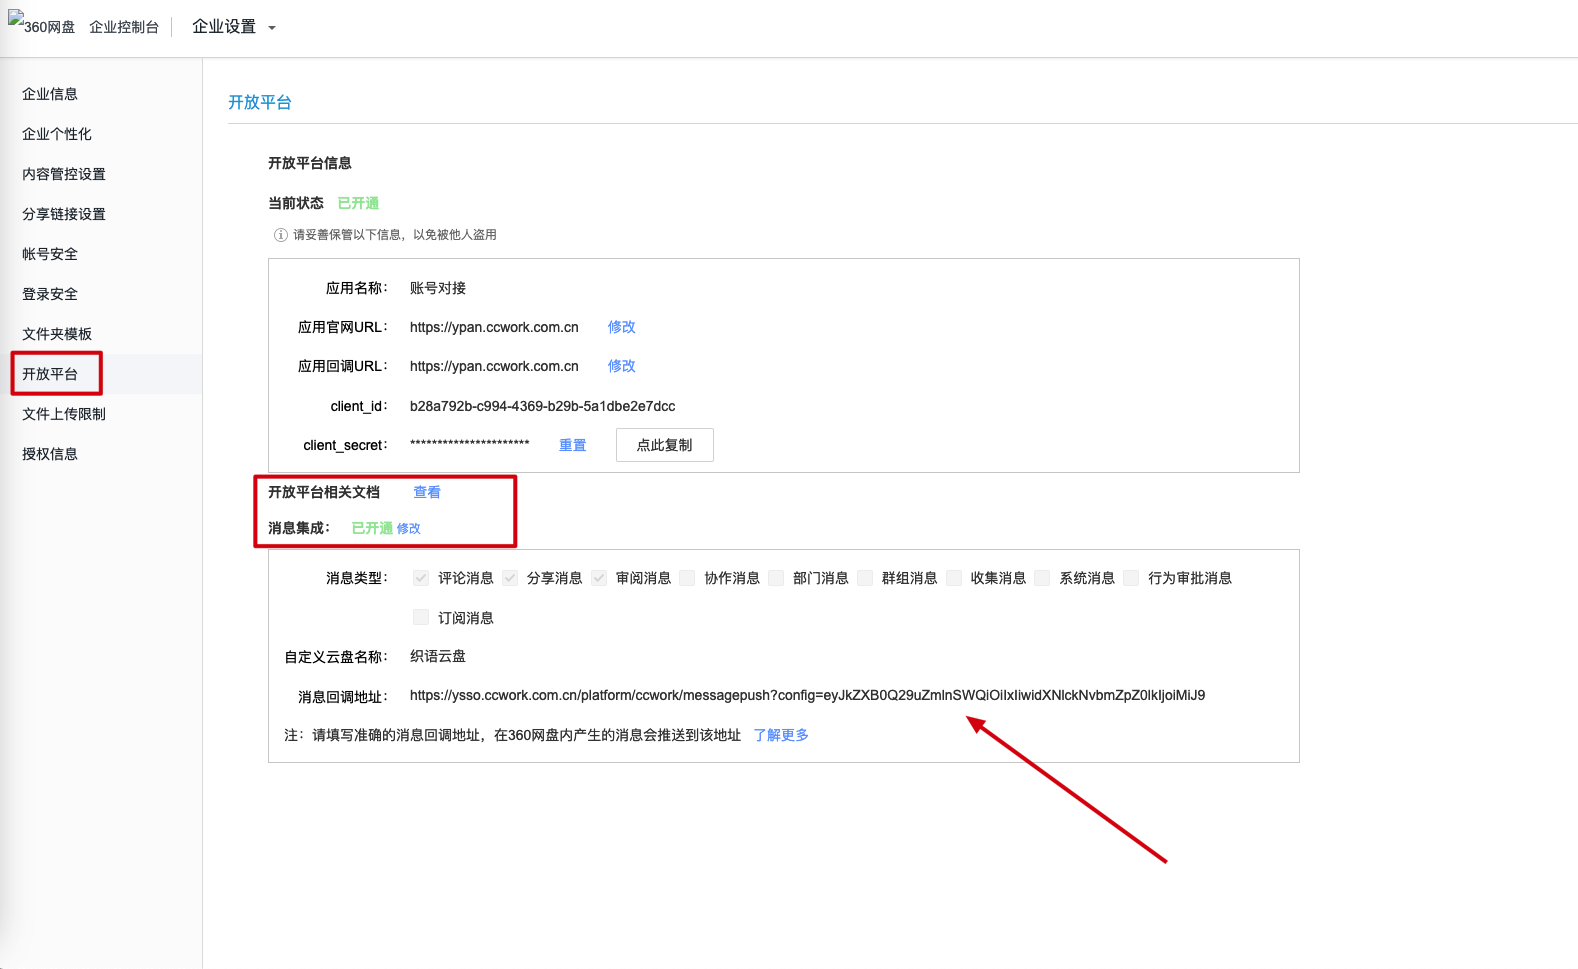 360网盘 企业控制台 企业设置
企业信息
企业个性化
内容管控设置
分享链接设置
帐号安全
登录安全
文件夹模板
开放平台
文件上传限制
授权信息
开放平台
开放平台信息
当前状态 已开通
请妥善保管以下信息，以免被他人盗用
应用名称： 账号对接
应用官网URL： https://ypan.ccwork.com.cn 修改
应用回调URL： https://ypan.ccwork.com.cn 修改
client_id： b28a792b-c994-4369-b29b-5a1dbe2e7dcc
client_secret： ********************** 重置 点此复制
开放平台相关文档 查看
消息集成： 已开通 修改
消息类型： 评论消息 分享消息 审阅消息 协作消息 部门消息 群组消息 收集消息 系统消息 行为审批消息
订阅消息
自定义云盘名称： 织语云盘
消息回调地址： https://ysso.ccwork.com.cn/platform/ccwork/messagepush?config=eyJkZXB0Q29uZmlnSWQiOiIxIiwidXNlckNvbmZpZ0lkIjoiMiJ9
注：请填写准确的消息回调地址，在360网盘内产生的消息会推送到该地址 了解更多